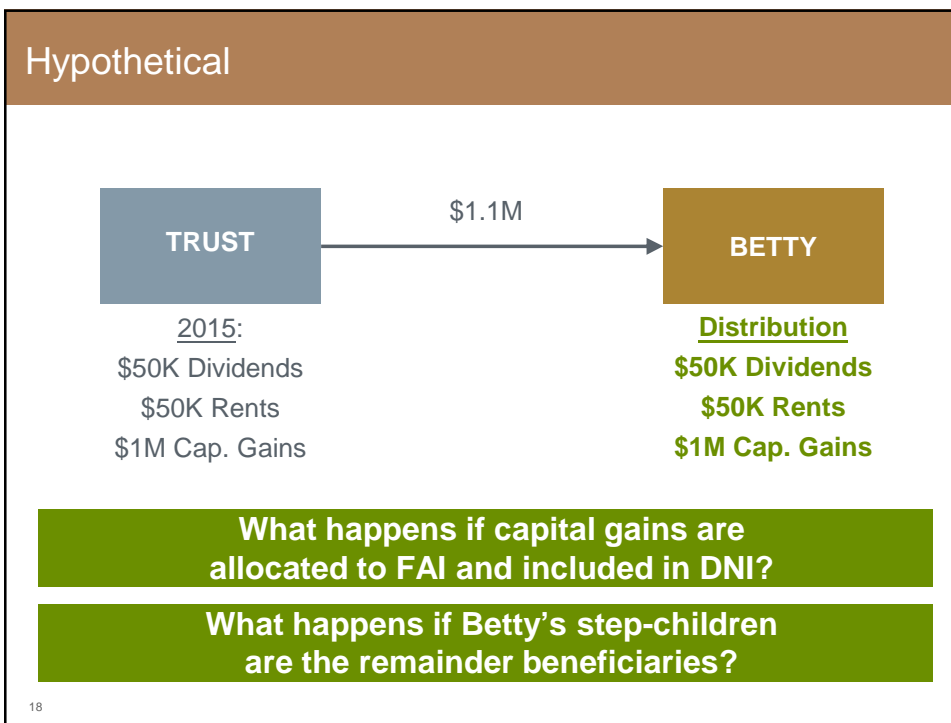 Hypothetical
$1.1M
TRUST
BETTY
2015:
$50K Dividends
$50K Rents
$1M Cap. Gains
Distribution
$50K Dividends
$50K Rents
$1M Cap. Gains
What happens if capital gains are
allocated to FAI and included in DNI?
What happens if Betty's step-children
are the remainder beneficiaries?
18